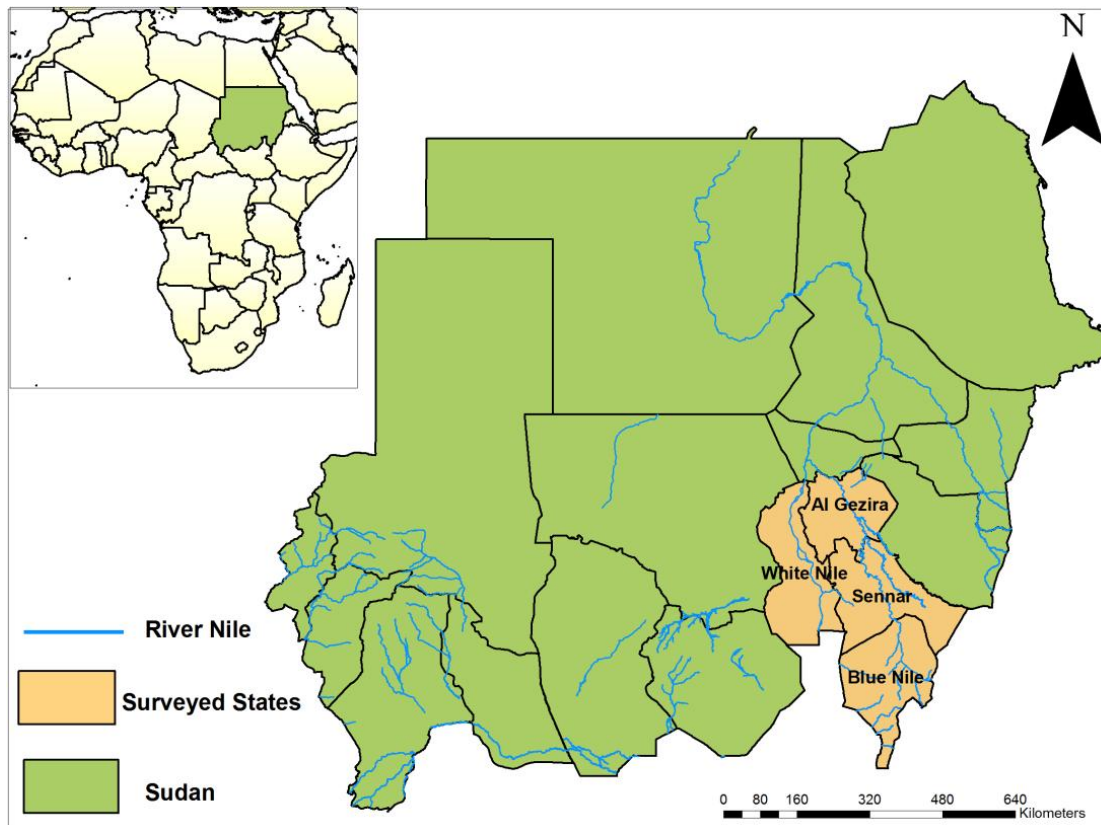 N
Al Gezira
White Nile
Sennar
Blue Nile
River Nile
Surveyed States
Sudan
0 40 80 160 320 480 640
Kilometers